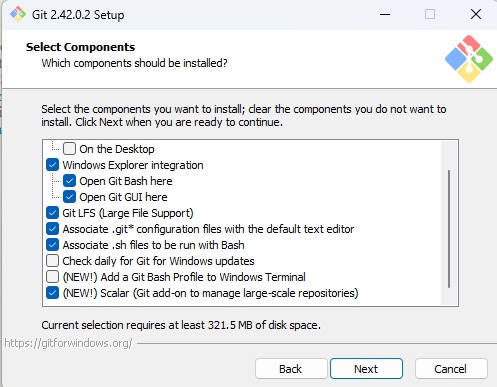 Git 2.42.0.2 Setup
Select Components
Which components should be installed?
Select the components you want to install; clear the components you do not want to
install. Click Next when you are ready to continue.
On the Desktop
Windows Explorer integration
Open Git Bash here
Open Git GUI here
Git LFS (Large File Support)
Associate .git* configuration files with the default text editor
Associate .sh files to be run with Bash
Check daily for Git for Windows updates
(NEW!) Add a Git Bash Profile to Windows Terminal
(NEW!) Scalar (Git add-on to manage large-scale repositories)
Current selection requires at least 321.5 MB of disk space.
https://gitforwindows.org/
Back
Next
Cancel